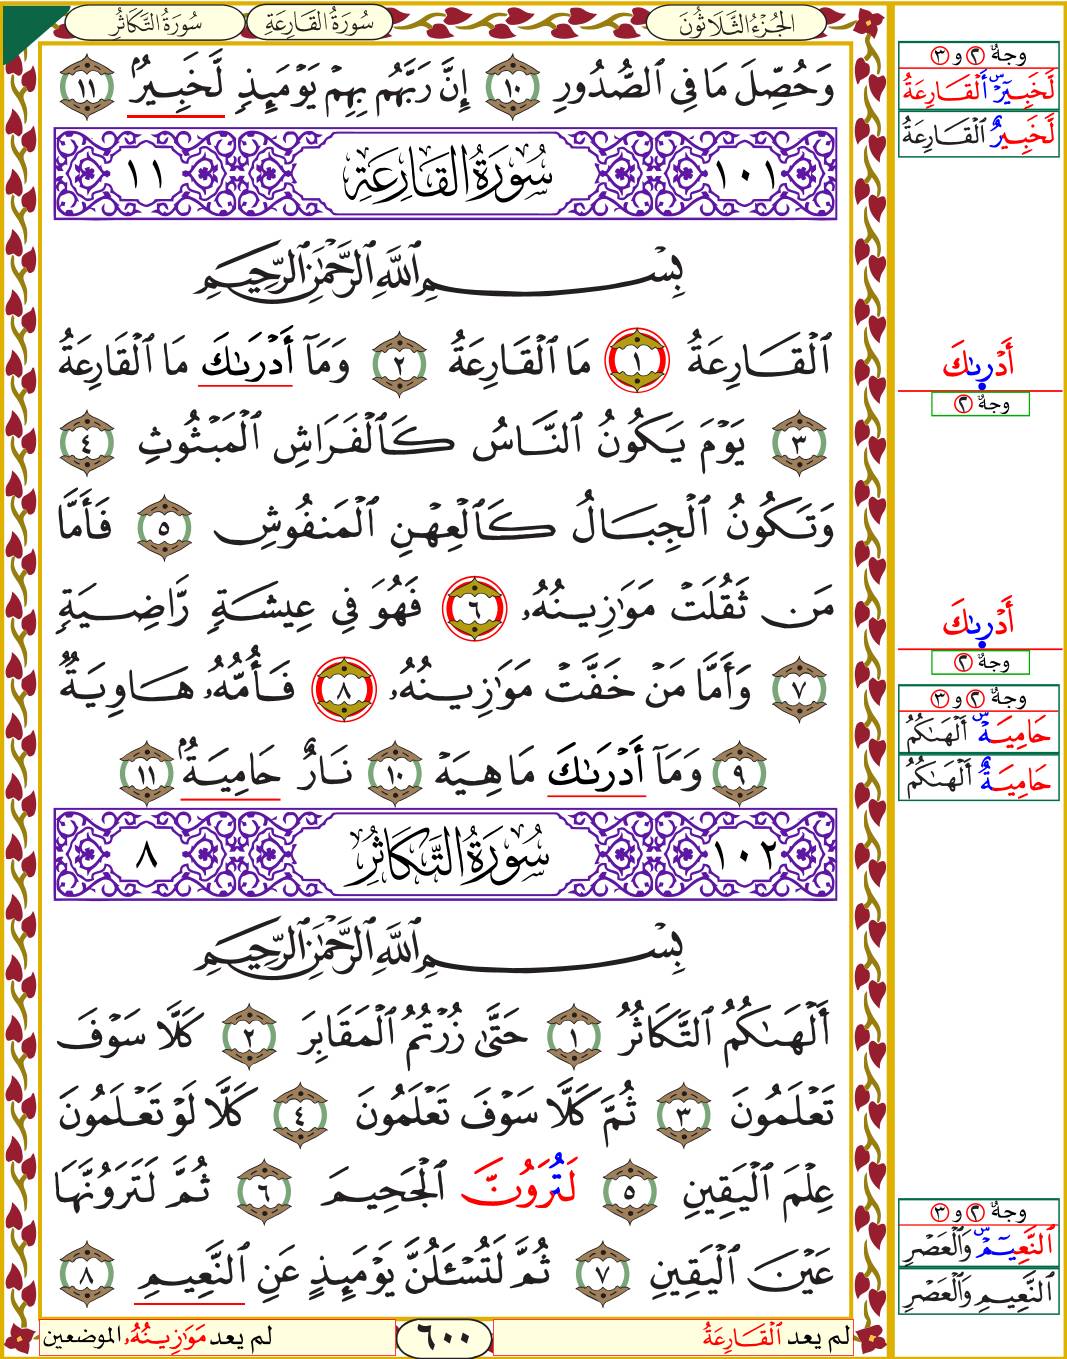 الجُزْءُ الثَّلَاثُونَ
سُورَةُ القَارِعَةِ
سُورَةُ التَّكَاثُرِ
وَحُصِّلَ مَا فِي ٱلصُّدُورِ ١٠ إِنَّ رَبَّهُم بِهِمْ يَوْمَئِذٍ لَّخَبِيرٌۢ ١١
١٠١ سُورَةُ القَارِعَةِ ١١
بِسْمِ ٱللَّهِ ٱلرَّحْمَٰنِ ٱلرَّحِيمِ
ٱلْقَارِعَةُ ١ مَا ٱلْقَارِعَةُ ٢ وَمَآ أَدْرَىٰكَ مَا ٱلْقَارِعَةُ
٣ يَوْمَ يَكُونُ ٱلنَّاسُ كَٱلْفَرَاشِ ٱلْمَبْثُوثِ ٤
وَتَكُونُ ٱلْجِبَالُ كَٱلْعِهْنِ ٱلْمَنفُوشِ ٥ فَأَمَّا
مَن ثَقُلَتْ مَوَٰزِينُهُۥ ٦ فَهُوَ فِي عِيشَةٍ رَّاضِيَةٍ
٧ وَأَمَّا مَنْ خَفَّتْ مَوَٰزِينُهُۥ ٨ فَأُمُّهُۥ هَاوِيَةٌ
٩ وَمَآ أَدْرَىٰكَ مَا هِيَهْ ١٠ نَارٌ حَامِيَةٌۢ ١١
١٠٢ سُورَةُ التَّكَاثُرِ ٨
بِسْمِ ٱللَّهِ ٱلرَّحْمَٰنِ ٱلرَّحِيمِ
أَلْهَىٰكُمُ ٱلتَّكَاثُرُ ١ حَتَّىٰ زُرْتُمُ ٱلْمَقَابِرَ ٢ كَلَّا سَوْفَ
تَعْلَمُونَ ٣ ثُمَّ كَلَّا سَوْفَ تَعْلَمُونَ ٤ كَلَّا لَوْ تَعْلَمُونَ
عِلْمَ ٱلْيَقِينِ ٥ لَتُرَوُنَّ ٱلْجَحِيمَ ٦ ثُمَّ لَتَرَوُنَّهَا
عَيْنَ ٱلْيَقِينِ ٧ ثُمَّ لَتُسْـَٔلُنَّ يَوْمَئِذٍ عَنِ ٱلنَّعِيمِ ٨
لم يعد ٱلْقَارِعَةُ
٦٠٠
لم يعد مَوَٰزِينُهُۥ الموضعين
وجهٌ ٢ و ٣
لَّخَبِيرٌ س أَلْقَارِعَةُ
لَّخَبِيرٌ ٱلْقَارِعَةُ
أَدْرَىٰكَ
وجهٌ ٢
أَدْرَىٰكَ
وجهٌ ٢
وجهٌ ٢ و ٣
حَامِيَةٌ س أَلْهَىٰكُمُ
حَامِيَةٌ أَلْهَىٰكُمُ
وجهٌ ٢ و ٣
ٱلنَّعِيمْ س وَٱلْعَصْرِ
ٱلنَّعِيمِ وَٱلْعَصْرِ